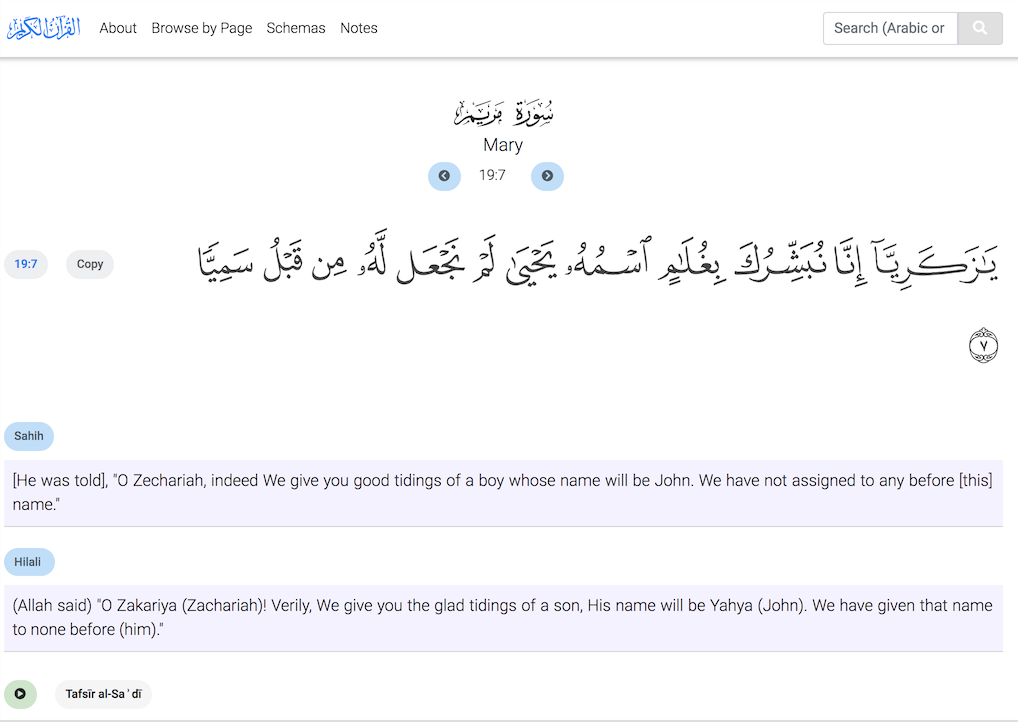 القرآن الكريم About Browse by Page Schemas Notes Search (Arabic or
سُورَةُ مَرۡيَمَ
Mary
19:7
19:7 Copy يَٰزَكَرِيَّآ إِنَّا نُبَشِّرُكَ بِغُلَٰمٍ ٱسۡمُهُۥ يَحۡيَىٰ لَمۡ نَجۡعَل لَّهُۥ مِن قَبۡلُ سَمِيّٗا
٧
Sahih
[He was told], "O Zechariah, indeed We give you good tidings of a boy whose name will be John. We have not assigned to any before [this]
name."
Hilali
(Allah said) "O Zakariya (Zachariah)! Verily, We give you the glad tidings of a son, His name will be Yahya (John). We have given that name
to none before (him)."
Tafsīr al-Saʾdī